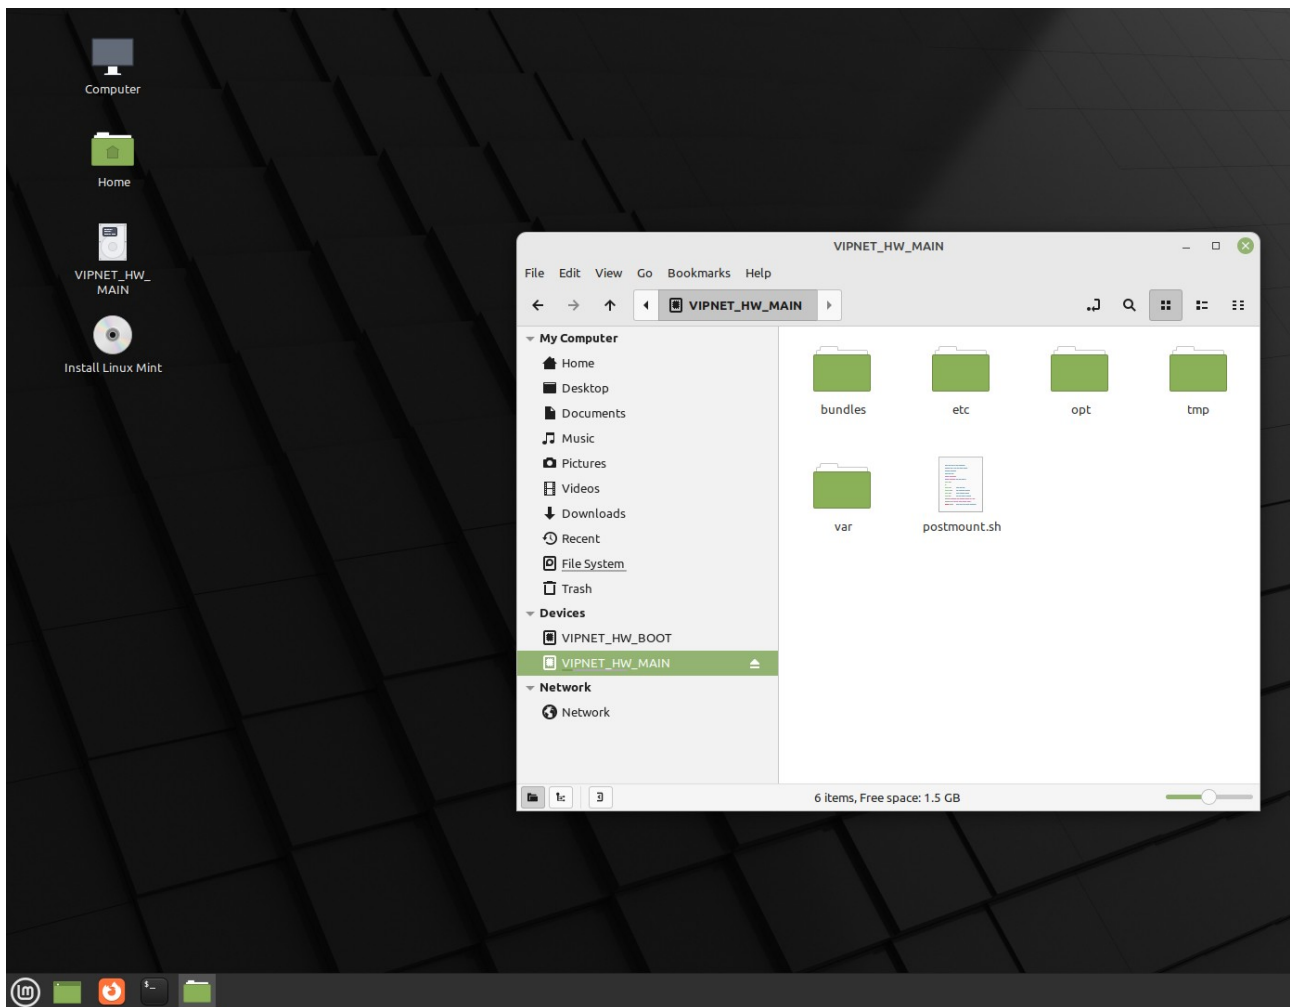 Computer
Home
VIPNET_HW_
MAIN
Install Linux Mint
VIPNET_HW_MAIN
File Edit View Go Bookmarks Help
VIPNET_HW_MAIN
My Computer
Home
Desktop
Documents
Music
Pictures
Videos
Downloads
Recent
File System
Trash
Devices
VIPNET_HW_BOOT
VIPNET_HW_MAIN
Network
Network
bundles etc opt tmp
var postmount.sh
6 items, Free space: 1.5 GB
$_